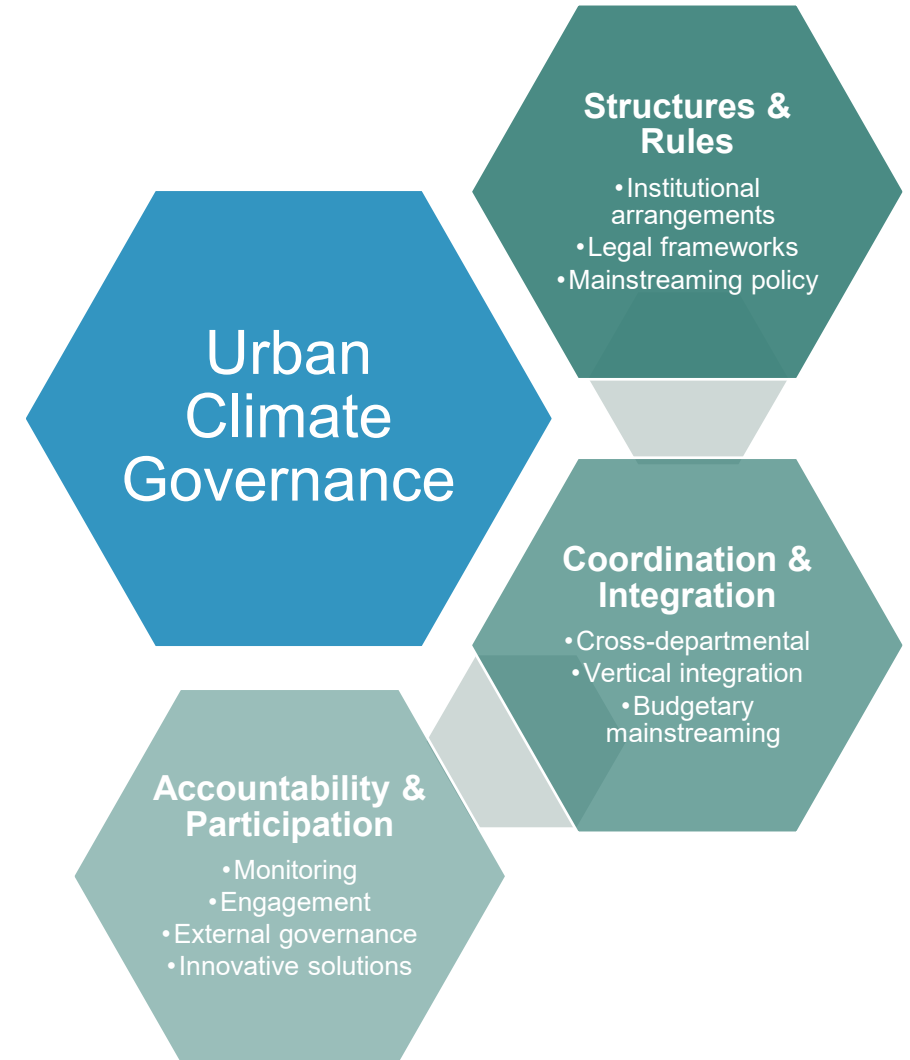 Urban
Climate
Governance
Structures &
Rules
•Institutional
arrangements
•Legal frameworks
•Mainstreaming policy
Coordination &
Integration
•Cross-departmental
•Vertical integration
•Budgetary
mainstreaming
Accountability &
Participation
•Monitoring
•Engagement
•External governance
•Innovative solutions